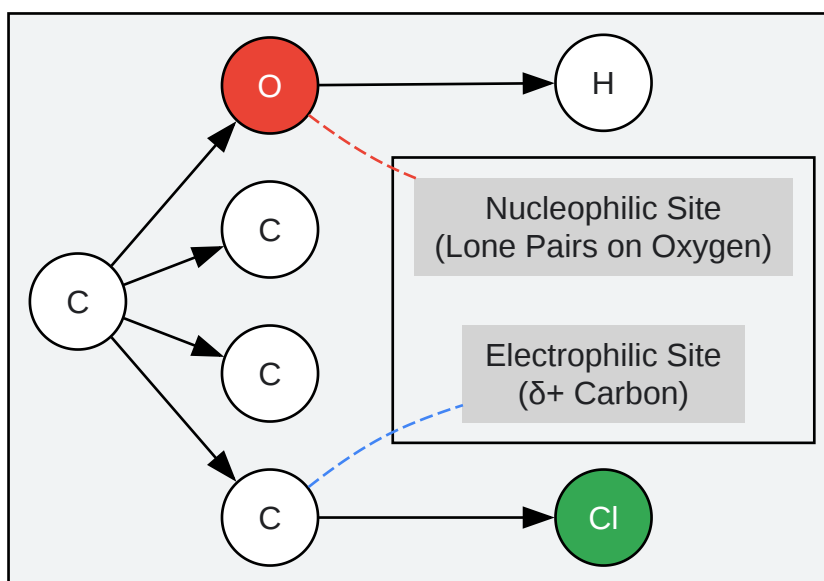 O
H
C
Nucleophilic Site
(Lone Pairs on Oxygen)
C
C
Electrophilic Site
(δ+ Carbon)
C
Cl